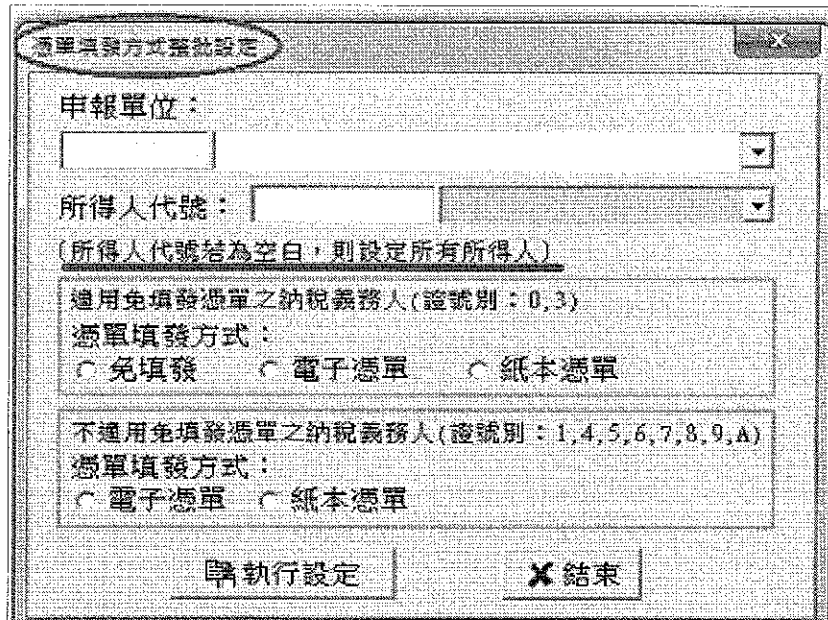 憑單填發方式整批設定
申報單位：
所得人代號：
(所得人代號若為空白，則設定所有所得人)
適用免填發憑單之納稅義務人(證號別：0,3)
憑單填發方式：
免填發 電子憑單 紙本憑單
不適用免填發憑單之納稅義務人(證號別：1,4,5,6,7,8,9,A)
憑單填發方式：
電子憑單 紙本憑單
執行設定 結束